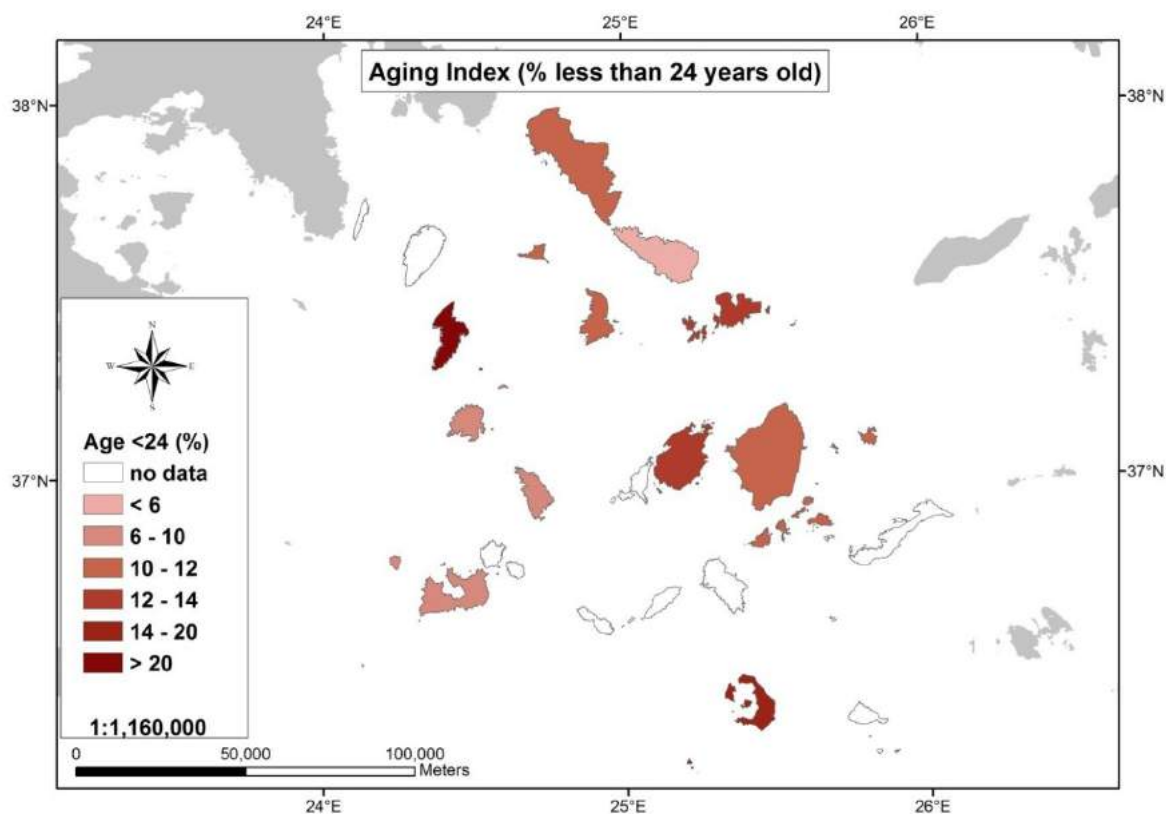 24°E 25°E 26°E
Aging Index (% less than 24 years old)
38°N 38°N
N
W E
S
Age <24 (%)
no data
< 6
6 - 10
10 - 12
12 - 14
14 - 20
> 20
37°N 37°N
1:1,160,000
0 50,000 100,000
Meters
24°E 25°E 26°E